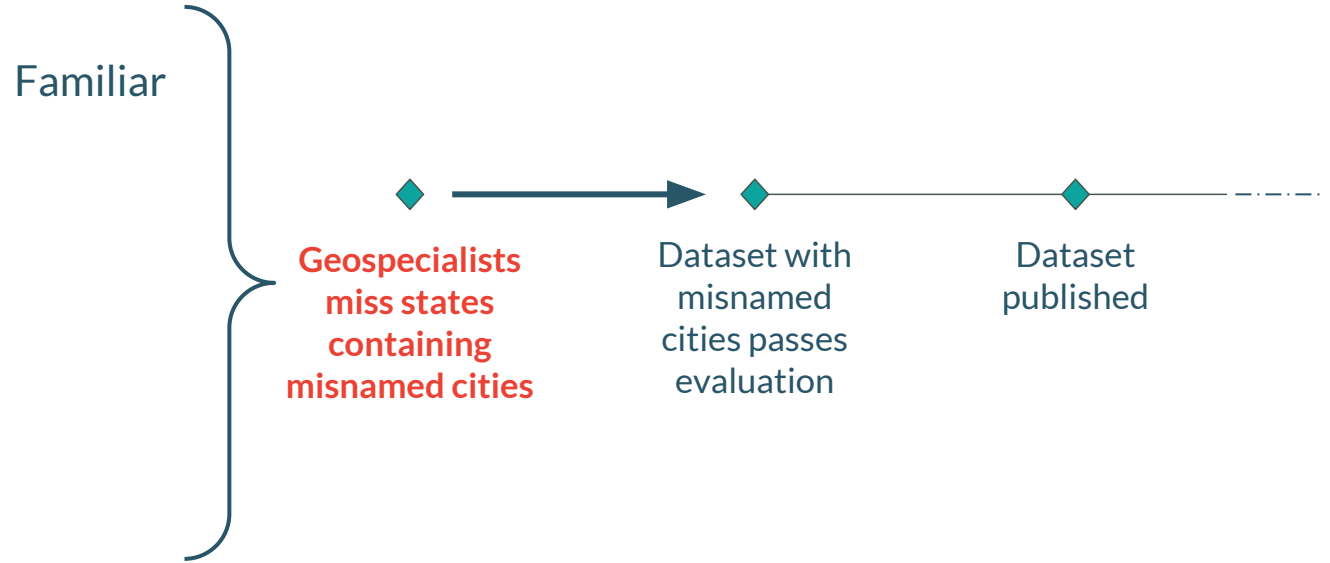 Familiar
Geospecialists
miss states
containing
misnamed cities
Dataset with
misnamed
cities passes
evaluation
Dataset
published